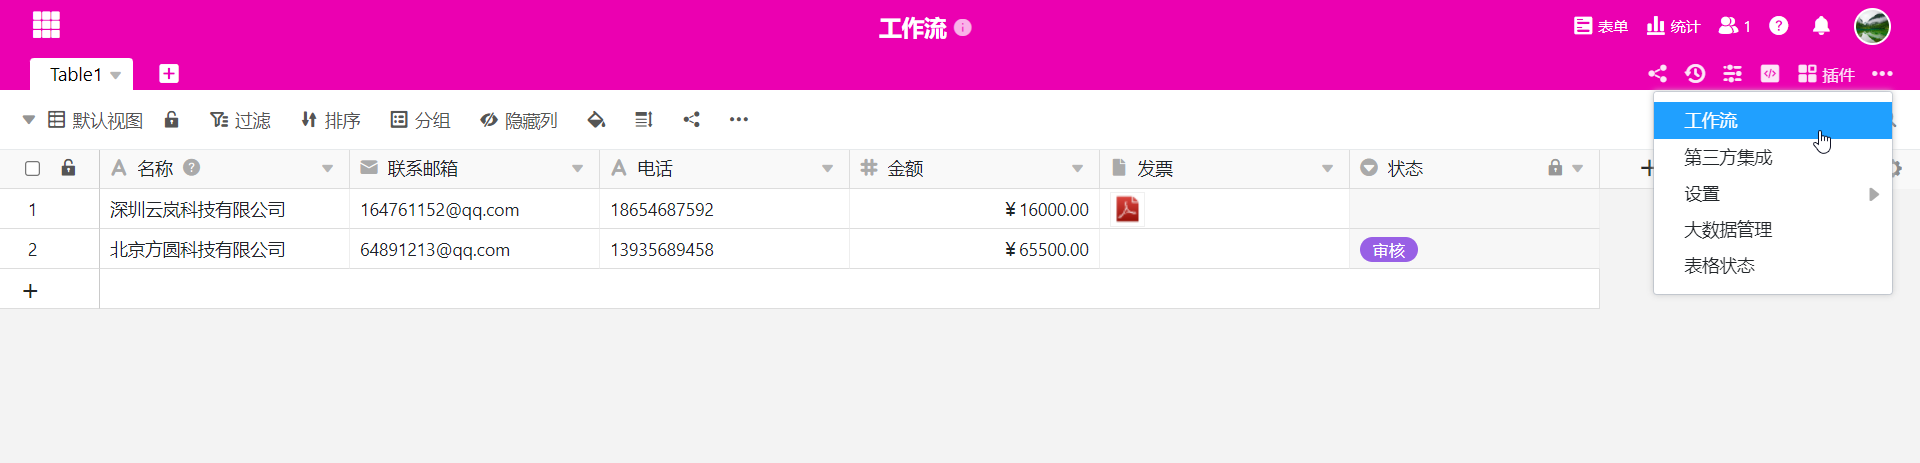 工作流
表单 统计 1
Table1
插件
默认视图 过滤 排序 分组 隐藏列
工作流
第三方集成
设置
大数据管理
表格状态
名称 联系邮箱 电话 金额 发票 状态
1 深圳云岚科技有限公司 164761152@qq.com 18654687592 ¥16000.00
2 北京方圆科技有限公司 64891213@qq.com 13935689458 ¥65500.00 审核